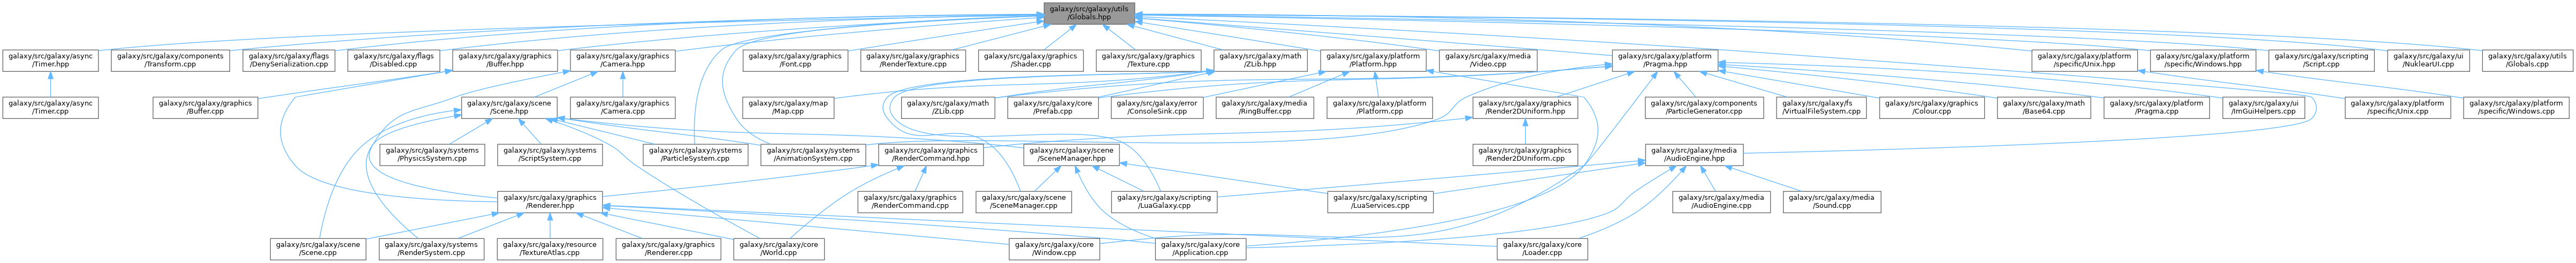 galaxy/src/galaxy/utils
/Globals.hpp
galaxy/src/galaxy/async
/Timer.hpp
galaxy/src/galaxy/components
/Transform.cpp
galaxy/src/galaxy/flags
/DenySerialization.cpp
galaxy/src/galaxy/flags
/Disabled.cpp
galaxy/src/galaxy/graphics
/Buffer.hpp
galaxy/src/galaxy/graphics
/Camera.hpp
galaxy/src/galaxy/graphics
/Font.cpp
galaxy/src/galaxy/graphics
/RenderTexture.cpp
galaxy/src/galaxy/graphics
/Shader.cpp
galaxy/src/galaxy/graphics
/Texture.cpp
galaxy/src/galaxy/math
/ZLib.hpp
galaxy/src/galaxy/platform
/Platform.hpp
galaxy/src/galaxy/media
/Video.cpp
galaxy/src/galaxy/platform
/Pragma.hpp
galaxy/src/galaxy/platform
/specific/Unix.hpp
galaxy/src/galaxy/platform
/specific/Windows.hpp
galaxy/src/galaxy/scripting
/Script.cpp
galaxy/src/galaxy/ui
/NuklearUI.cpp
galaxy/src/galaxy/utils
/Globals.cpp
galaxy/src/galaxy/async
/Timer.cpp
galaxy/src/galaxy/graphics
/Buffer.cpp
galaxy/src/galaxy/scene
/Scene.hpp
galaxy/src/galaxy/graphics
/Camera.cpp
galaxy/src/galaxy/map
/Map.cpp
galaxy/src/galaxy/math
/ZLib.cpp
galaxy/src/galaxy/core
/Prefab.cpp
galaxy/src/galaxy/error
/ConsoleSink.cpp
galaxy/src/galaxy/media
/RingBuffer.cpp
galaxy/src/galaxy/platform
/Platform.cpp
galaxy/src/galaxy/graphics
/Render2DUniform.hpp
galaxy/src/galaxy/components
/ParticleGenerator.cpp
galaxy/src/galaxy/fs
/VirtualFileSystem.cpp
galaxy/src/galaxy/graphics
/Colour.cpp
galaxy/src/galaxy/math
/Base64.cpp
galaxy/src/galaxy/platform
/Pragma.cpp
galaxy/src/galaxy/ui
/ImGuiHelpers.cpp
galaxy/src/galaxy/platform
/specific/Unix.cpp
galaxy/src/galaxy/platform
/specific/Windows.cpp
galaxy/src/galaxy/systems
/PhysicsSystem.cpp
galaxy/src/galaxy/systems
/ScriptSystem.cpp
galaxy/src/galaxy/systems
/ParticleSystem.cpp
galaxy/src/galaxy/systems
/AnimationSystem.cpp
galaxy/src/galaxy/graphics
/RenderCommand.hpp
galaxy/src/galaxy/scene
/SceneManager.hpp
galaxy/src/galaxy/graphics
/Render2DUniform.cpp
galaxy/src/galaxy/media
/AudioEngine.hpp
galaxy/src/galaxy/graphics
/Renderer.hpp
galaxy/src/galaxy/graphics
/RenderCommand.cpp
galaxy/src/galaxy/scene
/SceneManager.cpp
galaxy/src/galaxy/scripting
/LuaGalaxy.cpp
galaxy/src/galaxy/scripting
/LuaServices.cpp
galaxy/src/galaxy/media
/AudioEngine.cpp
galaxy/src/galaxy/media
/Sound.cpp
galaxy/src/galaxy/scene
/Scene.cpp
galaxy/src/galaxy/systems
/RenderSystem.cpp
galaxy/src/galaxy/resource
/TextureAtlas.cpp
galaxy/src/galaxy/graphics
/Renderer.cpp
galaxy/src/galaxy/core
/World.cpp
galaxy/src/galaxy/core
/Window.cpp
galaxy/src/galaxy/core
/Application.cpp
galaxy/src/galaxy/core
/Loader.cpp